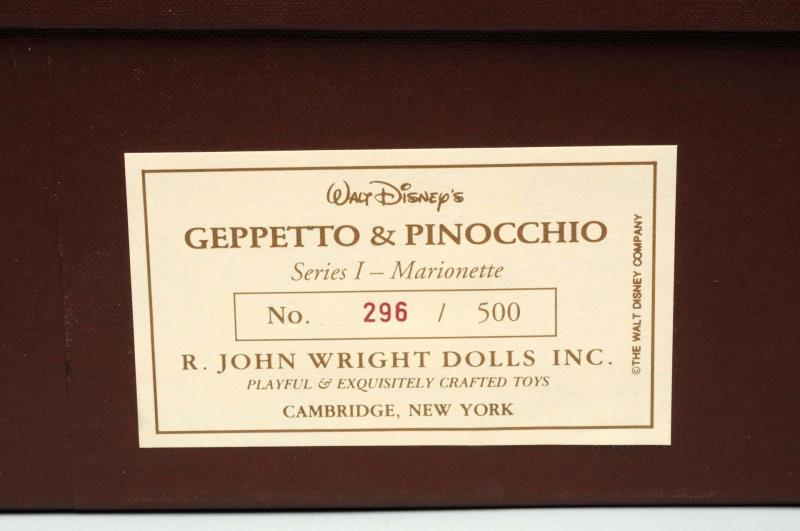 Walt Disney's
GEPPETTO & PINOCCHIO
Series I – Marionette
No. 296 / 500
R. JOHN WRIGHT DOLLS INC.
PLAYFUL & EXQUISITELY CRAFTED TOYS
CAMBRIDGE, NEW YORK
©THE WALT DISNEY COMPANY